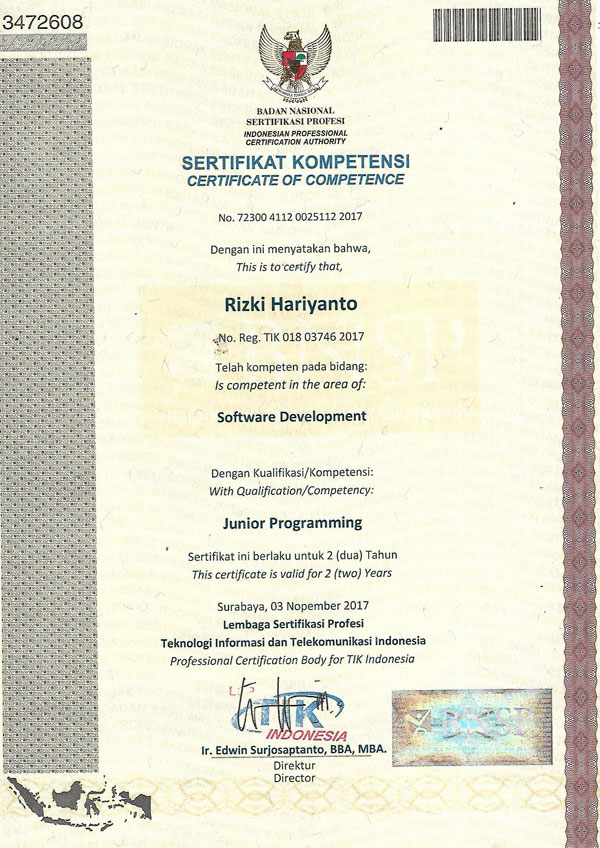 3472608
BADAN NASIONAL
SERTIFIKASI PROFESI
INDONESIAN PROFESSIONAL
CERTIFICATION AUTHORITY
SERTIFIKAT KOMPETENSI
CERTIFICATE OF COMPETENCE
No. 72300 4112 0025112 2017
Dengan ini menyatakan bahwa,
This is to certify that,
Rizki Hariyanto
No. Reg. TIK 018 03746 2017
Telah kompeten pada bidang:
Is competent in the area of:
Software Development
Dengan Kualifikasi/Kompetensi:
With Qualification/Competency:
Junior Programming
Sertifikat ini berlaku untuk 2 (dua) Tahun
This certificate is valid for 2 (two) Years
Surabaya, 03 Nopember 2017
Lembaga Sertifikasi Profesi
Teknologi Informasi dan Telekomunikasi Indonesia
Professional Certification Body for TIK Indonesia
LSP
TIK
INDONESIA
Ir. Edwin Surjosaptanto, BBA, MBA.
Direktur
Director